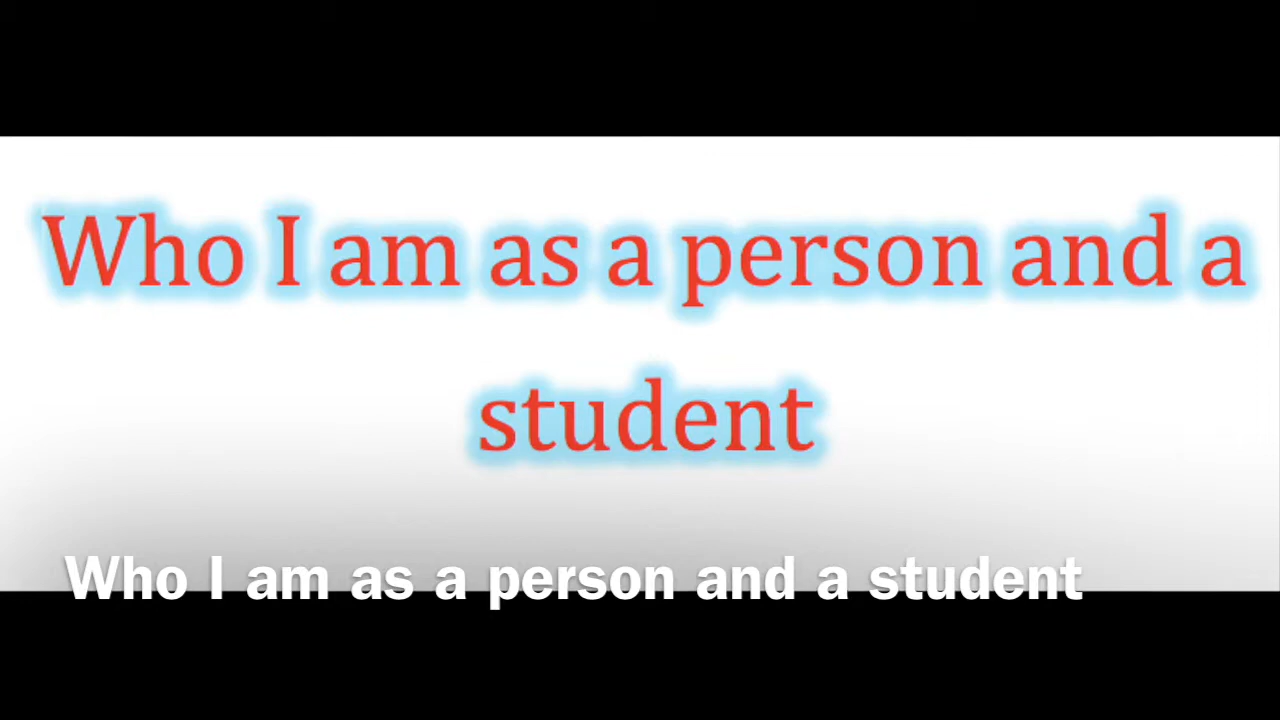 Who I am as a person and a
student
Who I am as a person and a student